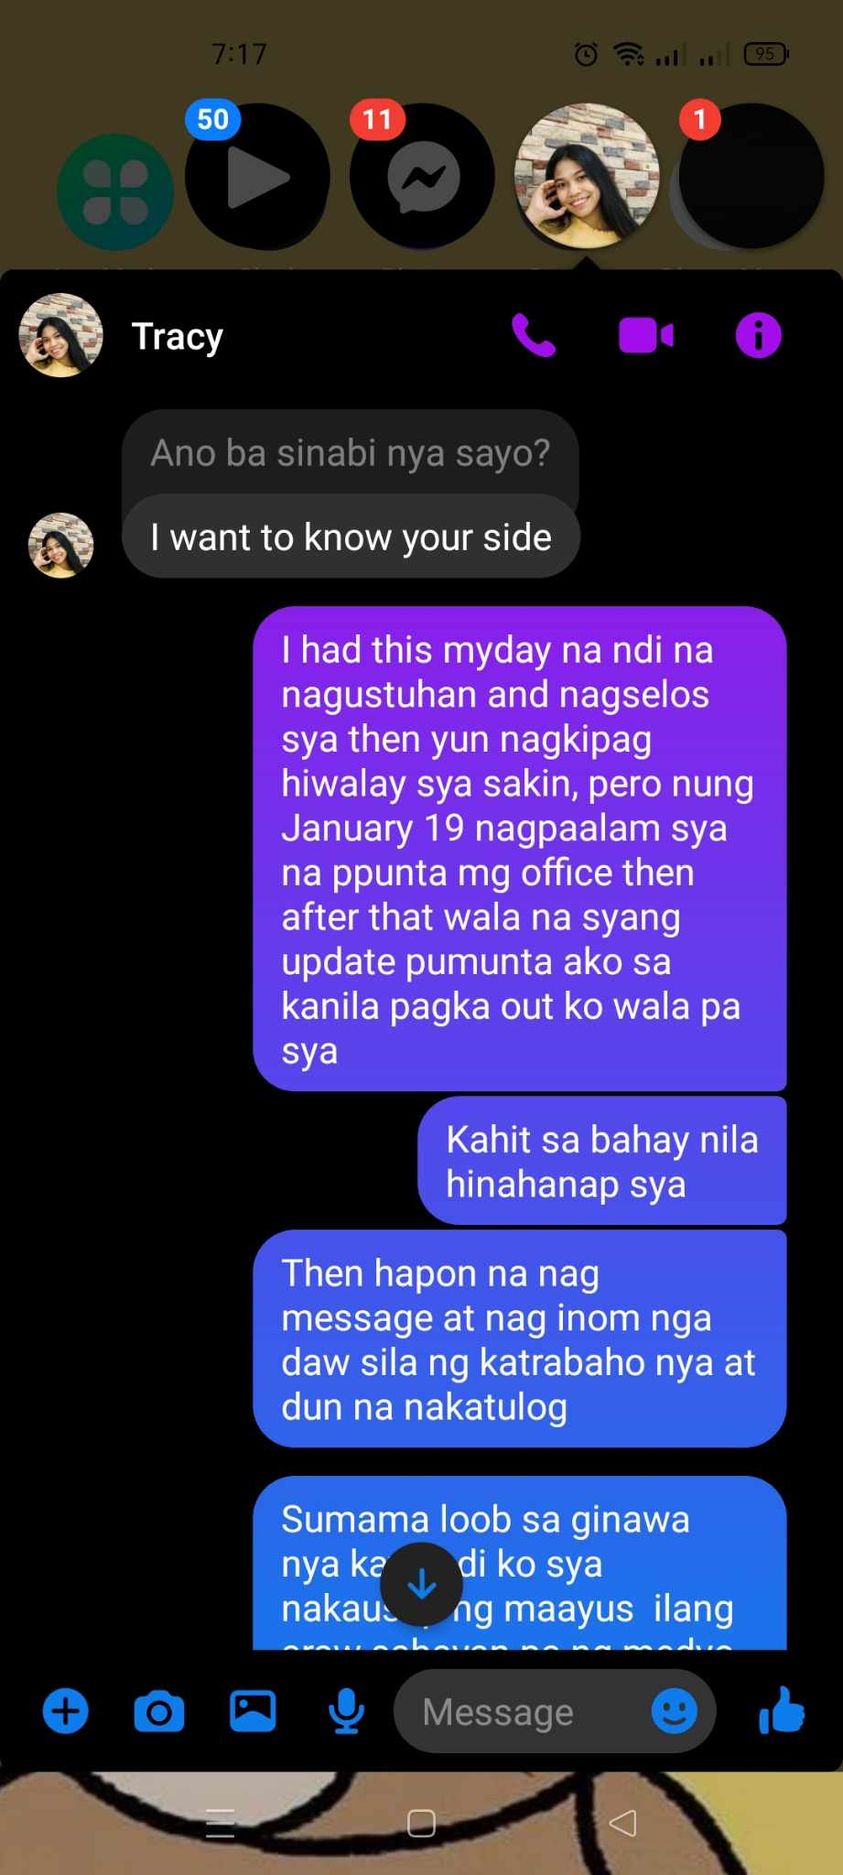 7:17
95
50
11
1
Tracy
Ano ba sinabi nya sayo?
I want to know your side
I had this myday na ndi na
nagustuhan and nagselos
sya then yun nagkipag
hiwalay sya sakin, pero nung
January 19 nagpaalam sya
na ppunta mg office then
after that wala na syang
update pumunta ako sa
kanila pagka out ko wala pa
sya
Kahit sa bahay nila
hinahanap sya
Then hapon na nag
message at nag inom nga
daw sila ng katrabaho nya at
dun na nakatulog
Sumama loob sa ginawa
nya di ko sya
ng maayus ilang
Message